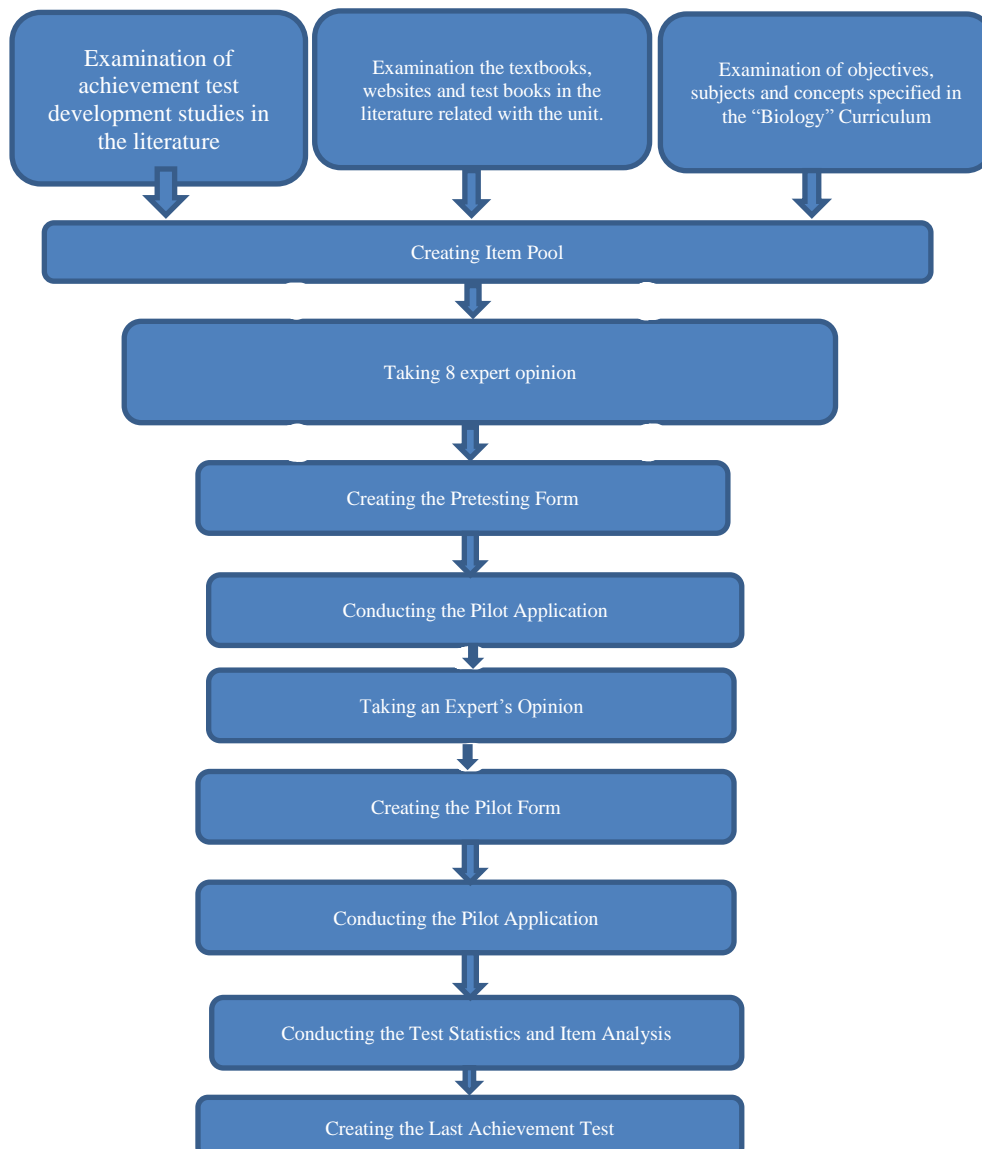 Examination of
achievement test
development studies in
the literature
Examination the textbooks,
websites and test books in the
literature related with the unit.
Examination of objectives,
subjects and concepts specified in
the “Biology” Curriculum
Creating Item Pool
Taking 8 expert opinion
Creating the Pretesting Form
Conducting the Pilot Application
Taking an Expert’s Opinion
Creating the Pilot Form
Conducting the Pilot Application
Conducting the Test Statistics and Item Analysis
Creating the Last Achievement Test